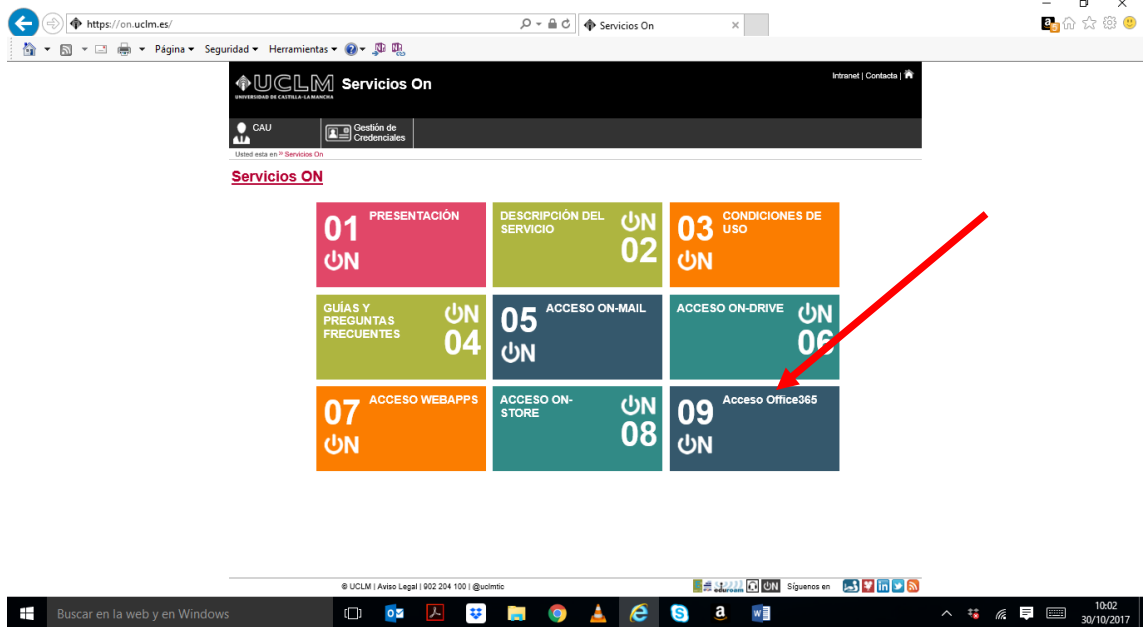 https://on.uclm.es/
Servicios On
Página
Seguridad
Herramientas
UCLM
UNIVERSIDAD DE CASTILLA-LA MANCHA
Servicios On
Intranet | Contacta |
CAU
Gestión de
Credenciales
Usted esta en Servicios On
Servicios ON
01
PRESENTACIÓN
ON
DESCRIPCIÓN DEL
SERVICIO
ON
02
03
CONDICIONES DE
USO
ON
GUÍAS Y
PREGUNTAS
FRECUENTES
ON
04
05
ACCESO ON-MAIL
ON
ACCESO ON-DRIVE
ON
06
07
ACCESO WEBAPPS
ON
ACCESO ON-
STORE
ON
08
09
Acceso Office365
ON
© UCLM | Aviso Legal | 902 204 100 | @uclmtic
eduroam
ON
Síguenos en
Buscar en la web y en Windows
10:02
30/10/2017